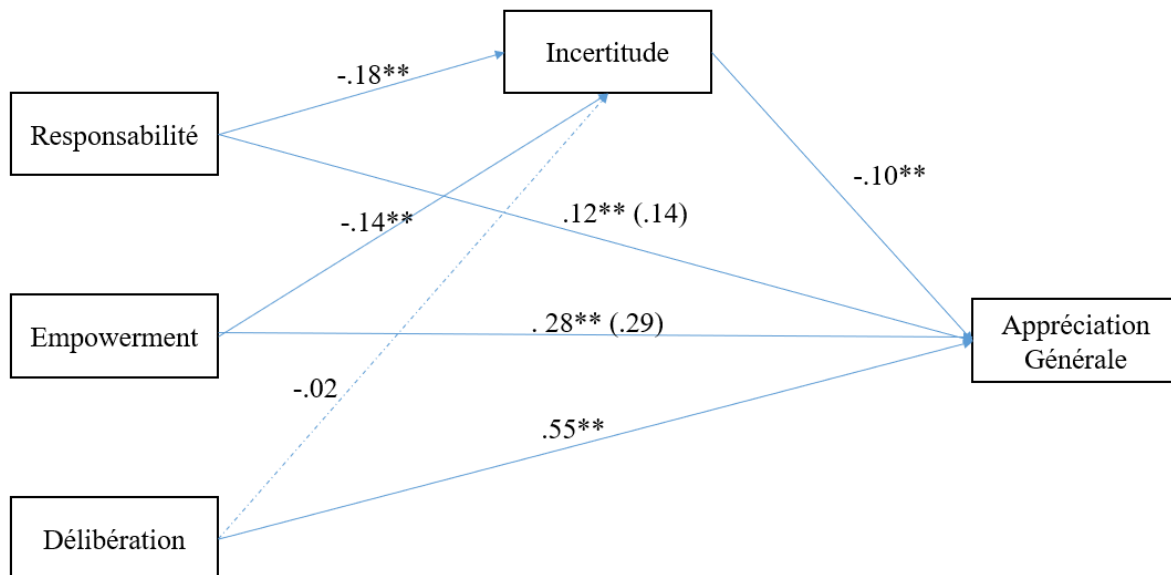 Incertitude
-.18**
Responsabilité
-.10**
-.14**
.12** (.14)
Empowerment
. 28** (.29)
Appréciation
Générale
-.02
.55**
Délibération